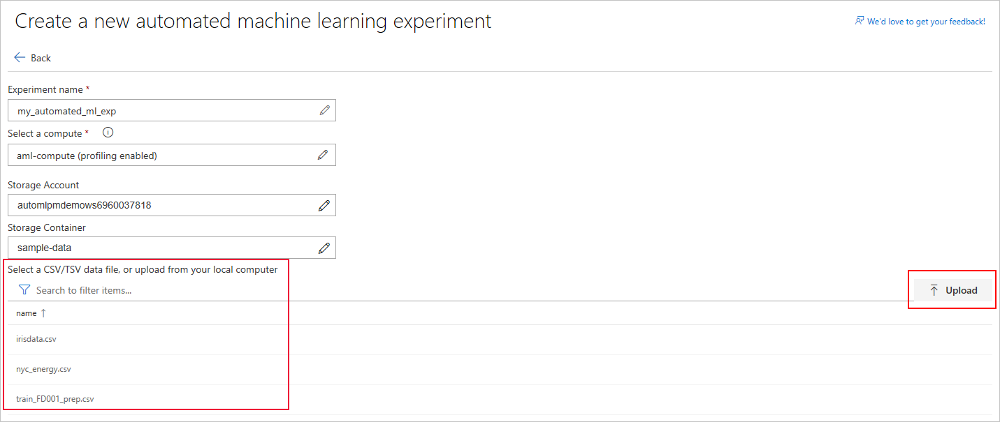 Create a new automated machine learning experiment
We'd love to get your feedback!
Back
Experiment name *
my_automated_ml_exp
Select a compute *
aml-compute (profiling enabled)
Storage Account
automlpmdemows6960037818
Storage Container
sample-data
Select a CSV/TSV data file, or upload from your local computer
Search to filter items...
Upload
name ↑
irisdata.csv
nyc_energy.csv
train_FD001_prep.csv